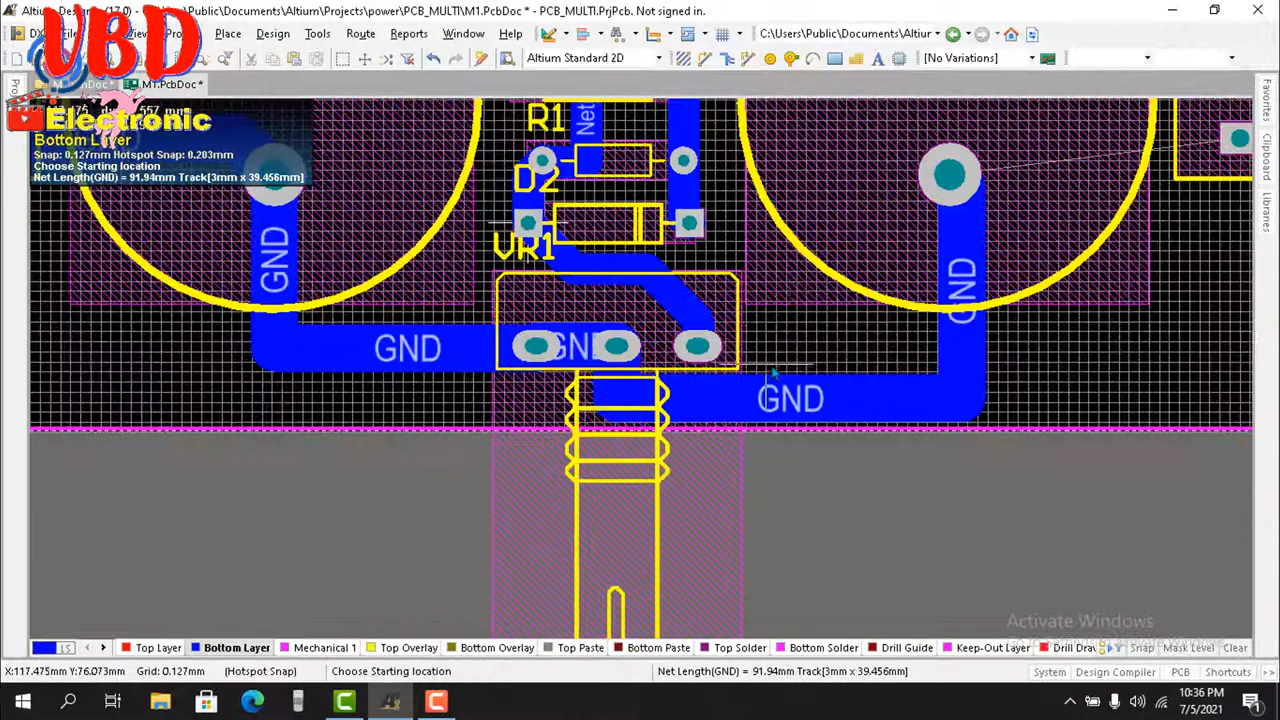 (17.0) - C:\Users\Public\Documents\Altium\Projects\power\PCB_MULTI\M1.PcbDoc * - PCB_MULTI.PrjPcb. Not signed in.
Place Design Tools Route Reports Window Help C:\Users\Public\Documents\Altiur
Altium Standard 2D [No Variations]
M1.PcbDoc *
VBD
Electronic
Bottom Layer
Snap: 0.127mm Hotspot Snap: 0.203mm
Choose Starting location
Net Length(GND) = 91.94mm Track[3mm x 39.456mm]
R1
Net
D2
VR1
GND
GND
GND
GND
GND
Favorites
Clipboard
Libraries
Activate Windows
LS Top Layer Bottom Layer Mechanical 1 Top Overlay Bottom Overlay Top Paste Bottom Paste Top Solder Bottom Solder Drill Guide Keep-Out Layer Drill Dra Snap Mask Level Clear
X:117.475mm Y:76.073mm Grid: 0.127mm (Hotspot Snap) Choose Starting location Net Length(GND) = 91.94mm Track[3mm x 39.456mm] System Design Compiler PCB Shortcuts >>
10:36 PM
7/5/2021